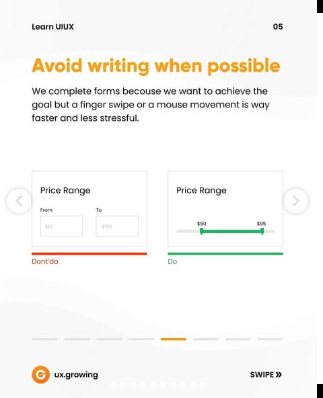 Learn UIUX
05
Avoid writing when possible
We complete forms becouse we want to achieve the
goal but a finger swipe or a mouse movement is way
faster and less stressful.
Price Range
From
To
Dont'do
Price Range
$50
$95
Do
ux.growing
SWIPE »